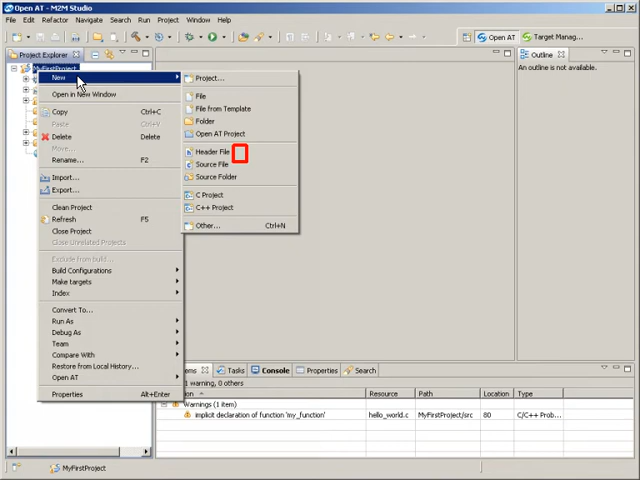 Open AT - M2M Studio
File Edit Refactor Navigate Search Run Project Window Help
Open AT Target Manag...
Project Explorer
Outline
MyFirstProject
An outline is not available.
New
Open in New Window
Copy Ctrl+C
Paste Ctrl+V
Delete Delete
Move...
Rename... F2
Import...
Export...
Clean Project
Refresh F5
Close Project
Close Unrelated Projects
Exclude from build...
Build Configurations
Make targets
Index
Convert To...
Run As
Debug As
Team
Compare With
Restore from Local History...
Open AT
Properties Alt+Enter
Project...
File
File from Template
Folder
Open AT Project
Header File
Source File
Source Folder
C Project
C++ Project
Other... Ctrl+N
ems Tasks Console Properties Search
1 warning, 0 others
ion Resource Path Location Type
Warnings (1 item)
implicit declaration of function 'my_function' hello_world.c MyFirstProject/src 80 C/C++ Prob...
MyFirstProject